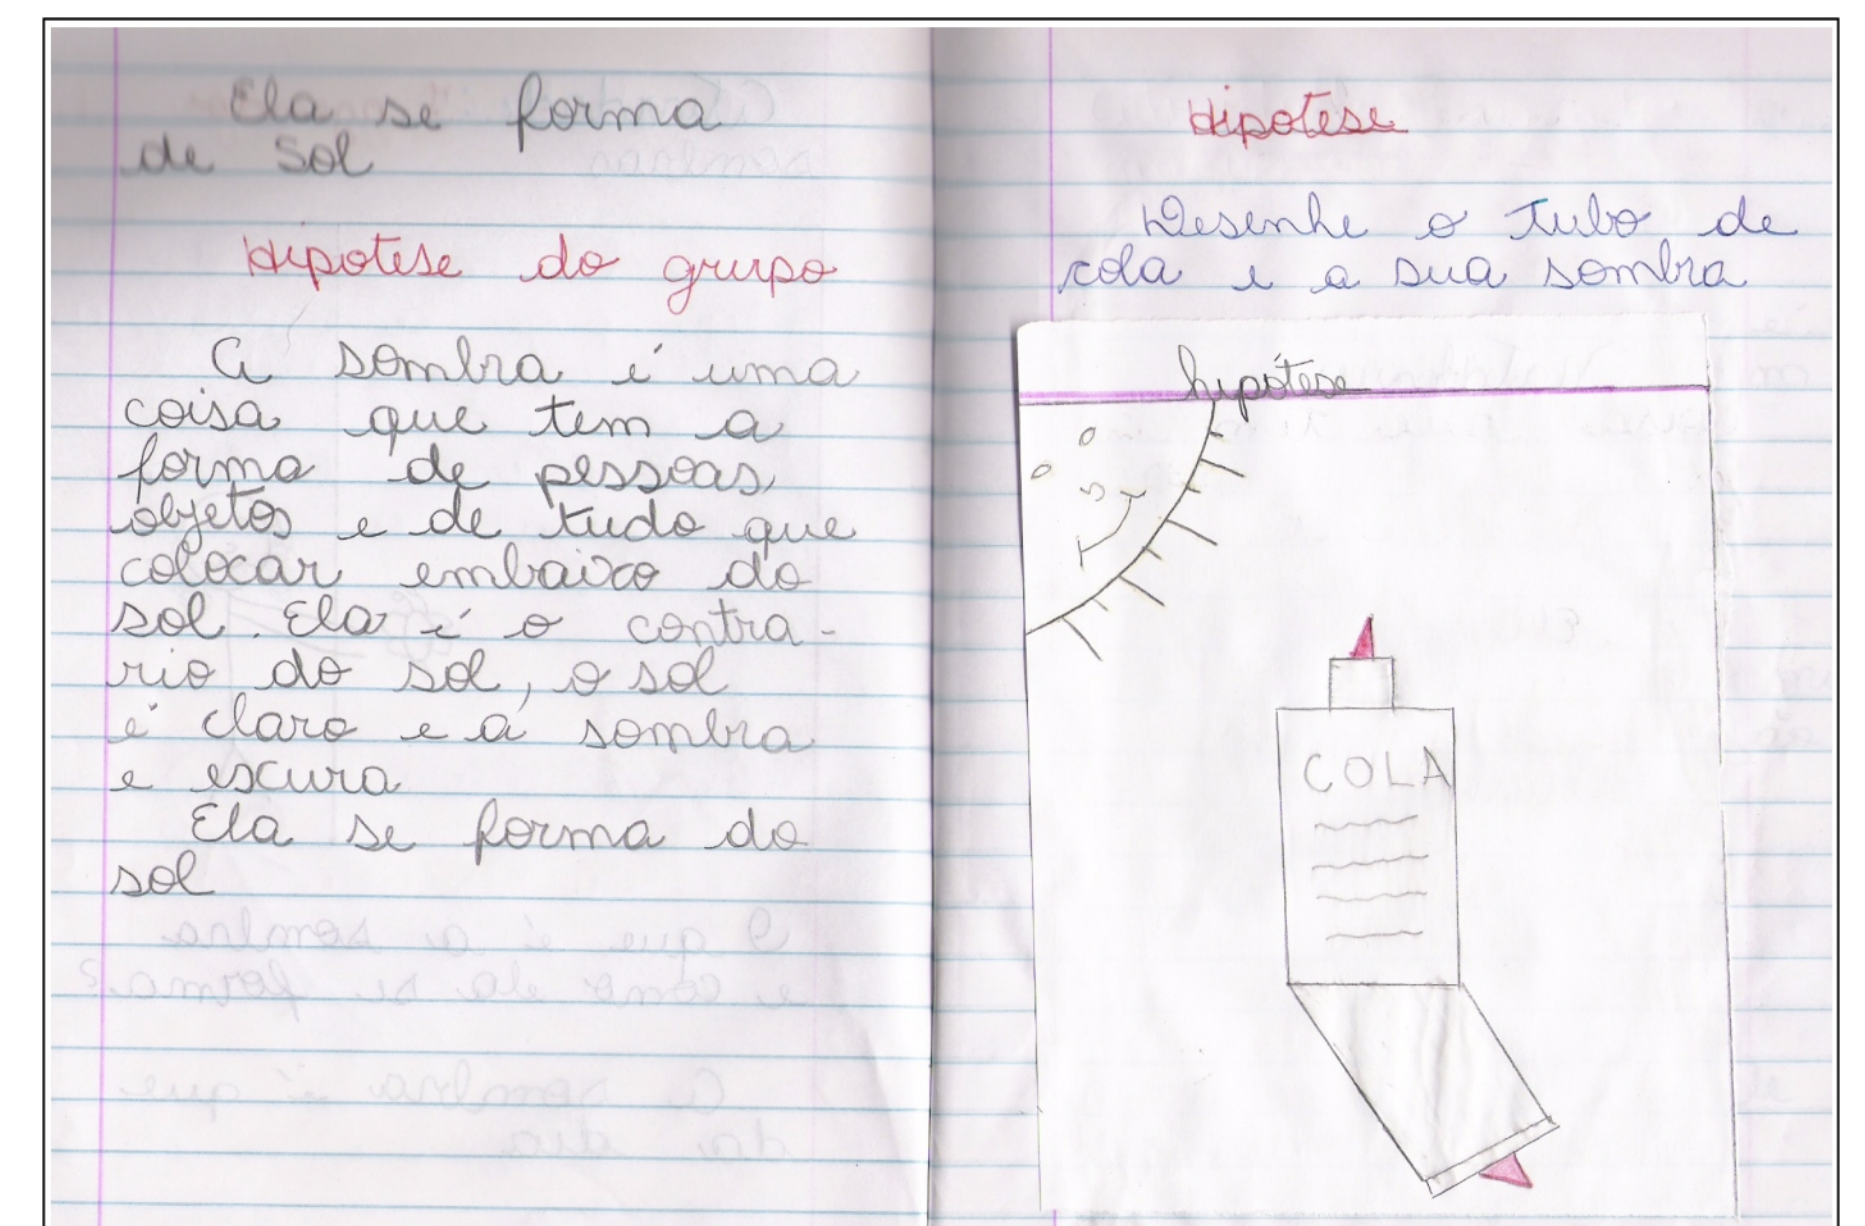 Ela se forma
de Sol
Hipotese do grupo
A sombra é uma
coisa que tem a
forma de pessoas,
objetos e de tudo que
colocar embaixo do
sol. Ela é o contra-
rio do sol, o sol
é claro e a sombra
e escura
Ela se forma do
sol
Hipotese
Desenhe o tubo de
cola e a sua sombra
hipótese
COLA